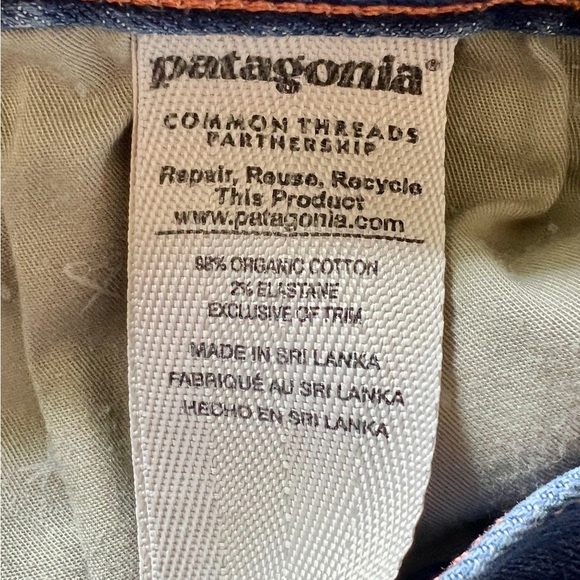 patagonia®
COMMON THREADS
PARTNERSHIP
Repair, Reuse, Recycle
This Product
www.patagonia.com
98% ORGANIC COTTON
2% ELASTANE
EXCLUSIVE OF TRIM
MADE IN SRI LANKA
FABRIQUÉ AU SRI LANKA
HECHO EN SRI LANKA